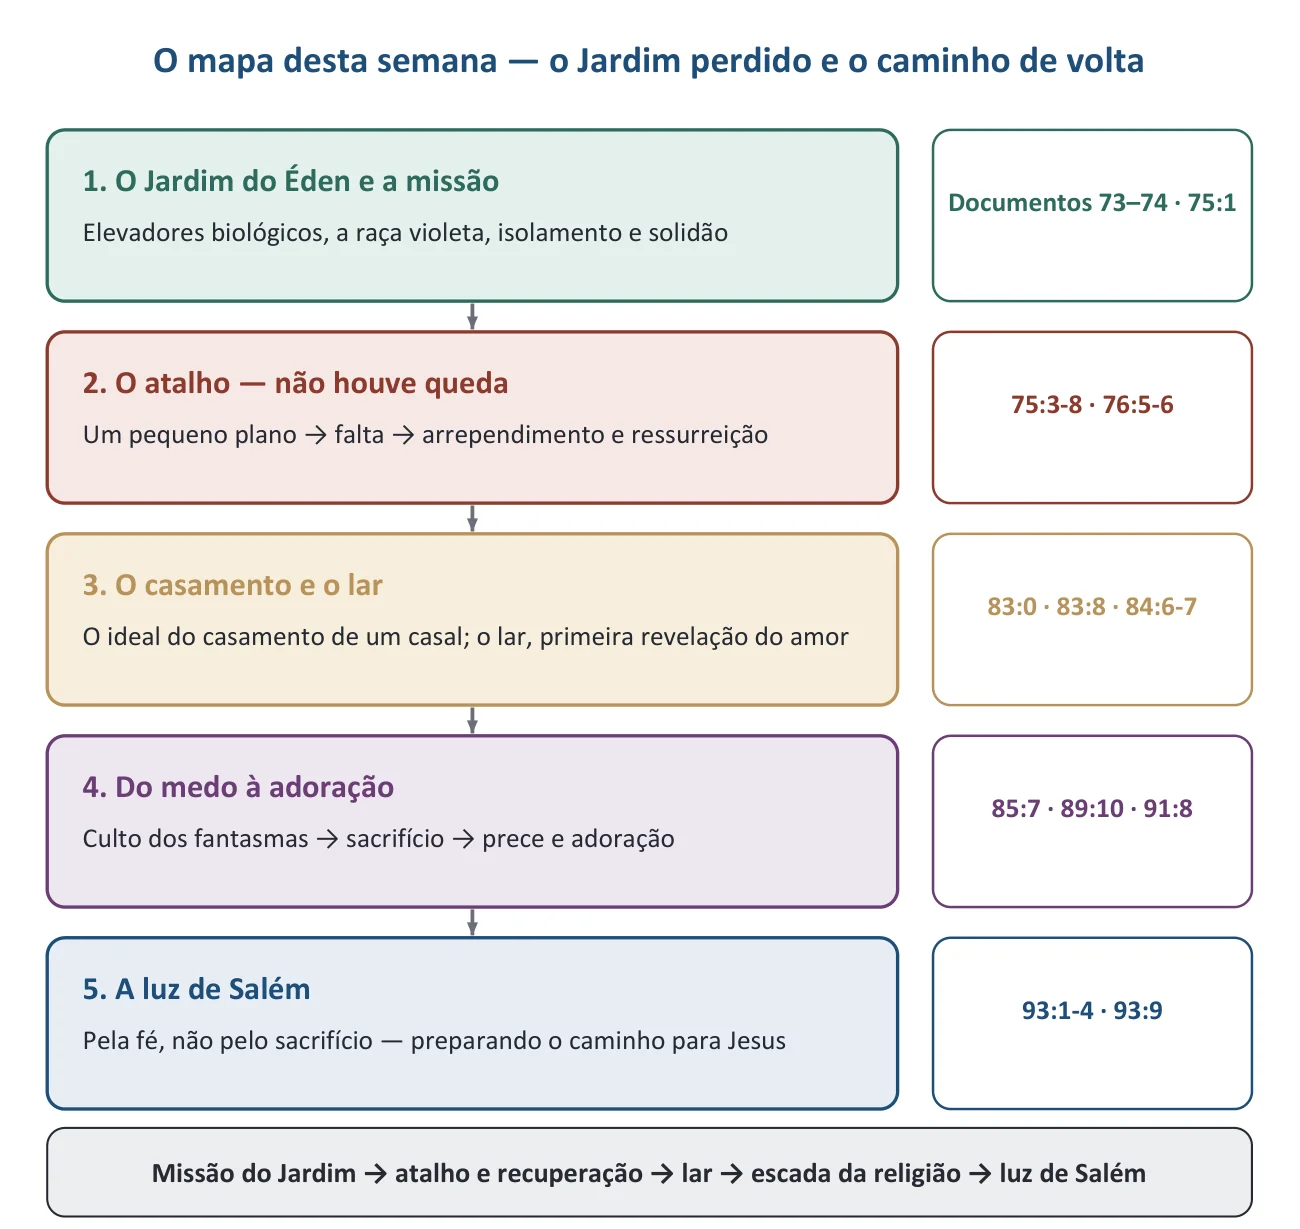 O mapa desta semana — o Jardim perdido e o caminho de volta
1. O Jardim do Éden e a missão
Elevadores biológicos, a raça violeta, isolamento e solidão
Documentos 73–74 · 75:1
2. O atalho — não houve queda
Um pequeno plano → falta → arrependimento e ressurreição
75:3-8 · 76:5-6
3. O casamento e o lar
O ideal do casamento de um casal; o lar, primeira revelação do amor
83:0 · 83:8 · 84:6-7
4. Do medo à adoração
Culto dos fantasmas → sacrifício → prece e adoração
85:7 · 89:10 · 91:8
5. A luz de Salém
Pela fé, não pelo sacrifício — preparando o caminho para Jesus
93:1-4 · 93:9
Missão do Jardim → atalho e recuperação → lar → escada da religião → luz de Salém